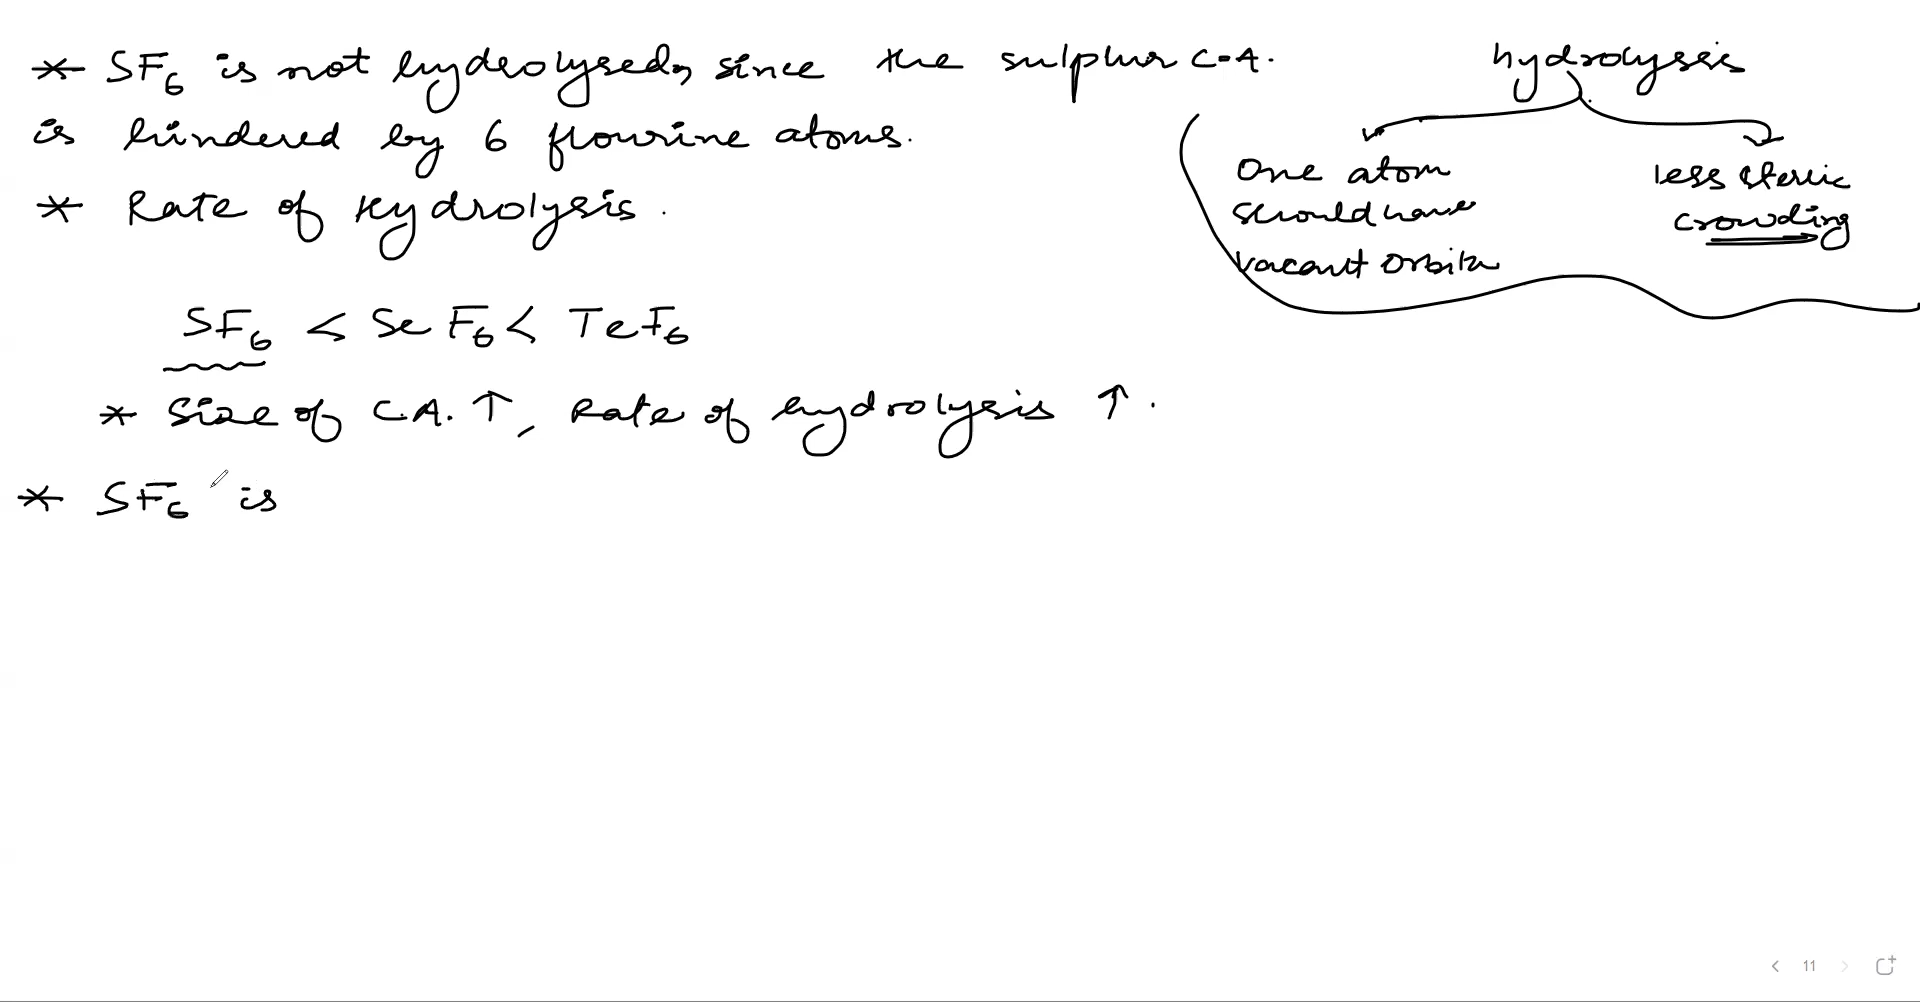 * SF6 is not hydrolysed, since the sulphur C.A.
is hindered by 6 flourine atoms.
* Rate of Hydrolysis.
SF6 < SeF6 < TeF6
* Size of C.A. ↑, Rate of hydrolysis ↑.
* SF6 is
hydrolysis
One atom
should have
vacant orbital
less steric
crowding
11